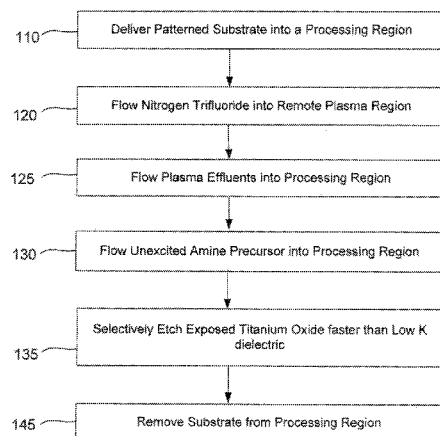 110
Deliver Patterned Substrate into a Processing Region
120
Flow Nitrogen Trifluoride into Remote Plasma Region
125
Flow Plasma Effluents into Processing Region
130
Flow Unexcited Amine Precursor into Processing Region
135
Selectively Etch Exposed Titanium Oxide faster than Low K
dielectric
145
Remove Substrate from Processing Region